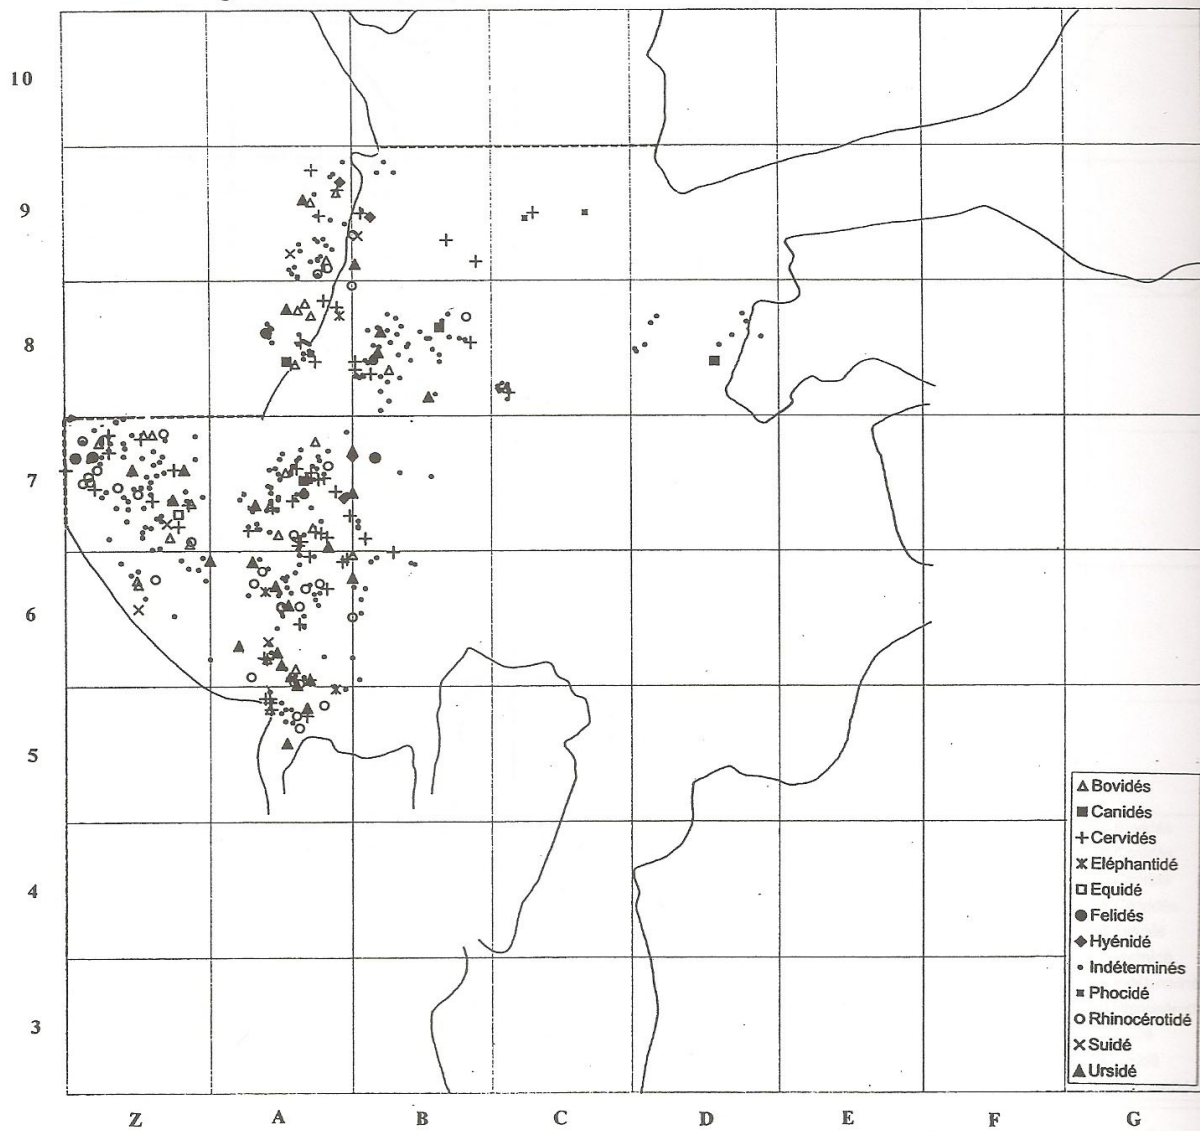 10
9
8
7
6
5
4
3
Bovidés
Canidés
Cervidés
Eléphantidé
Equidé
Felidés
Hyénidé
Indéterminés
Phocidé
Rhinocérotidé
Suidé
Ursidé
Z A B C D E F G